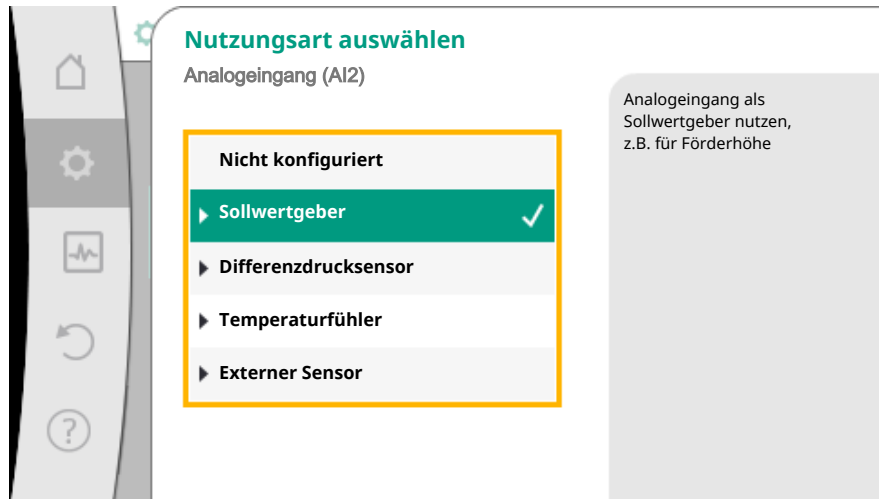 Nutzungsart auswählen
Analogeingang (AI2)
Nicht konfiguriert
Sollwertgeber
Differenzdrucksensor
Temperaturfühler
Externer Sensor
Analogeingang als
Sollwertgeber nutzen,
z.B. für Förderhöhe
?